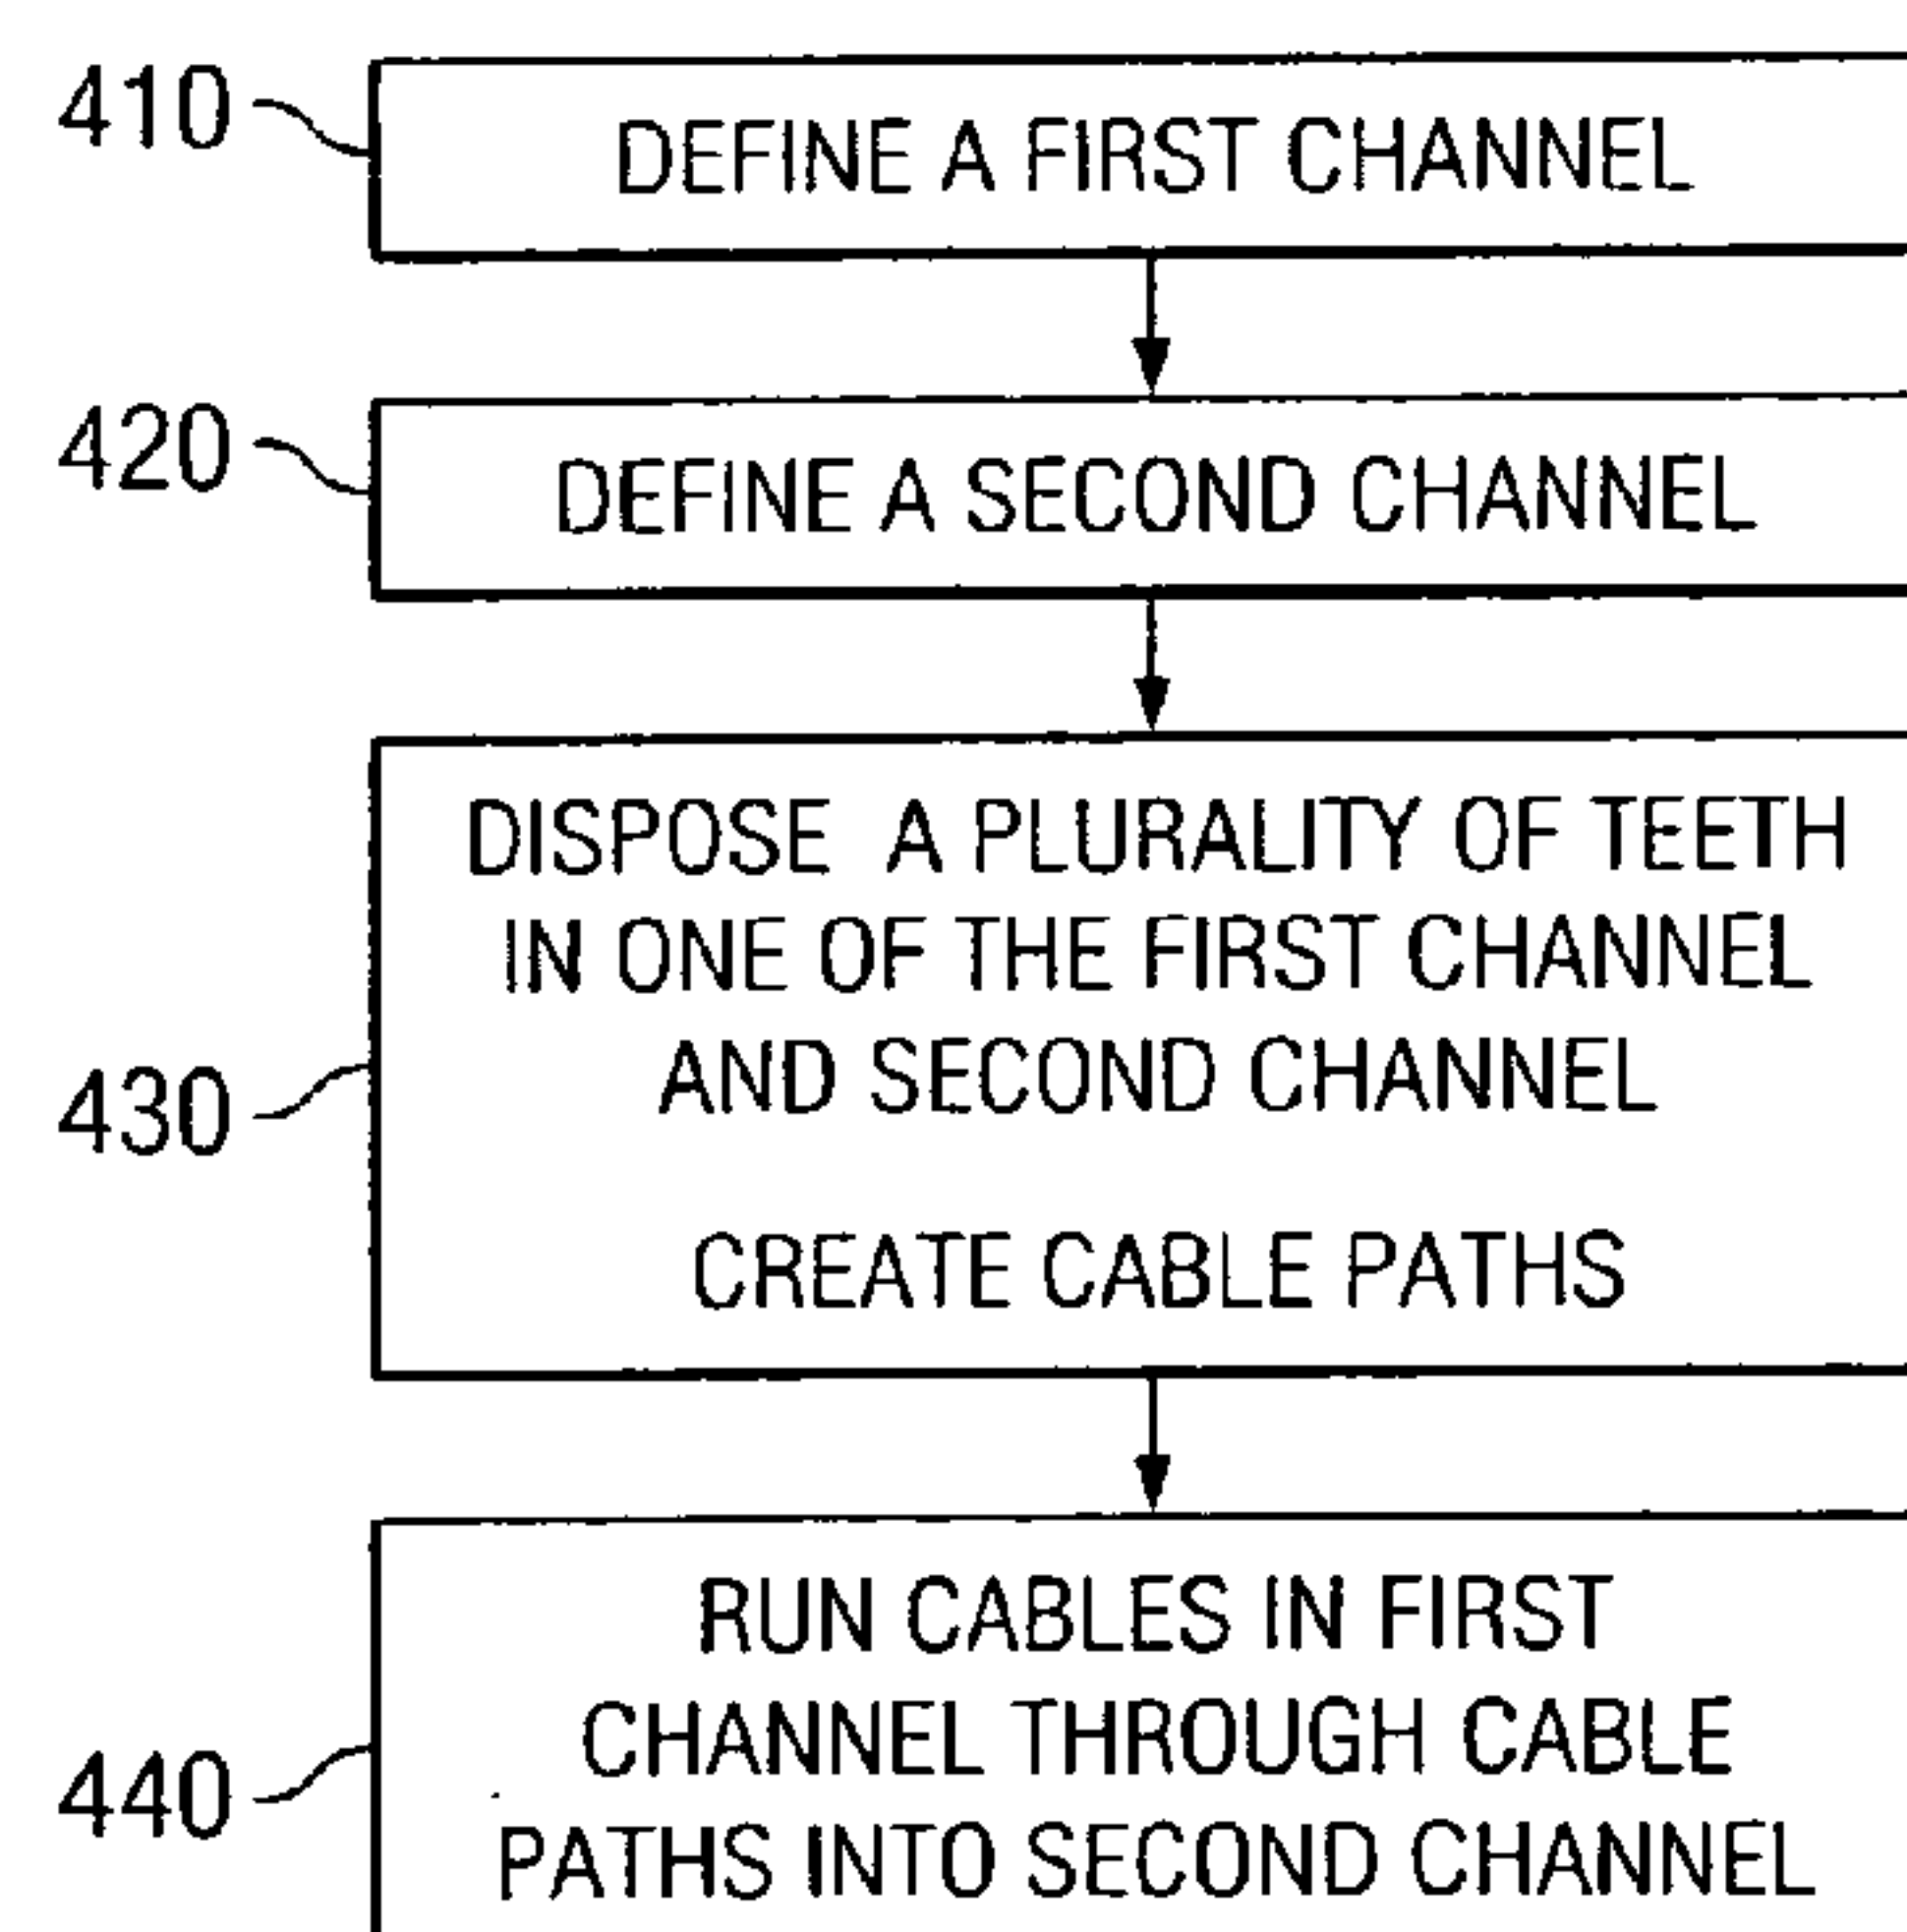 410
DEFINE A FIRST CHANNEL
420
DEFINE A SECOND CHANNEL
430
DISPOSE A PLURALITY OF TEETH
IN ONE OF THE FIRST CHANNEL
AND SECOND CHANNEL
CREATE CABLE PATHS
440
RUN CABLES IN FIRST
CHANNEL THROUGH CABLE
PATHS INTO SECOND CHANNEL